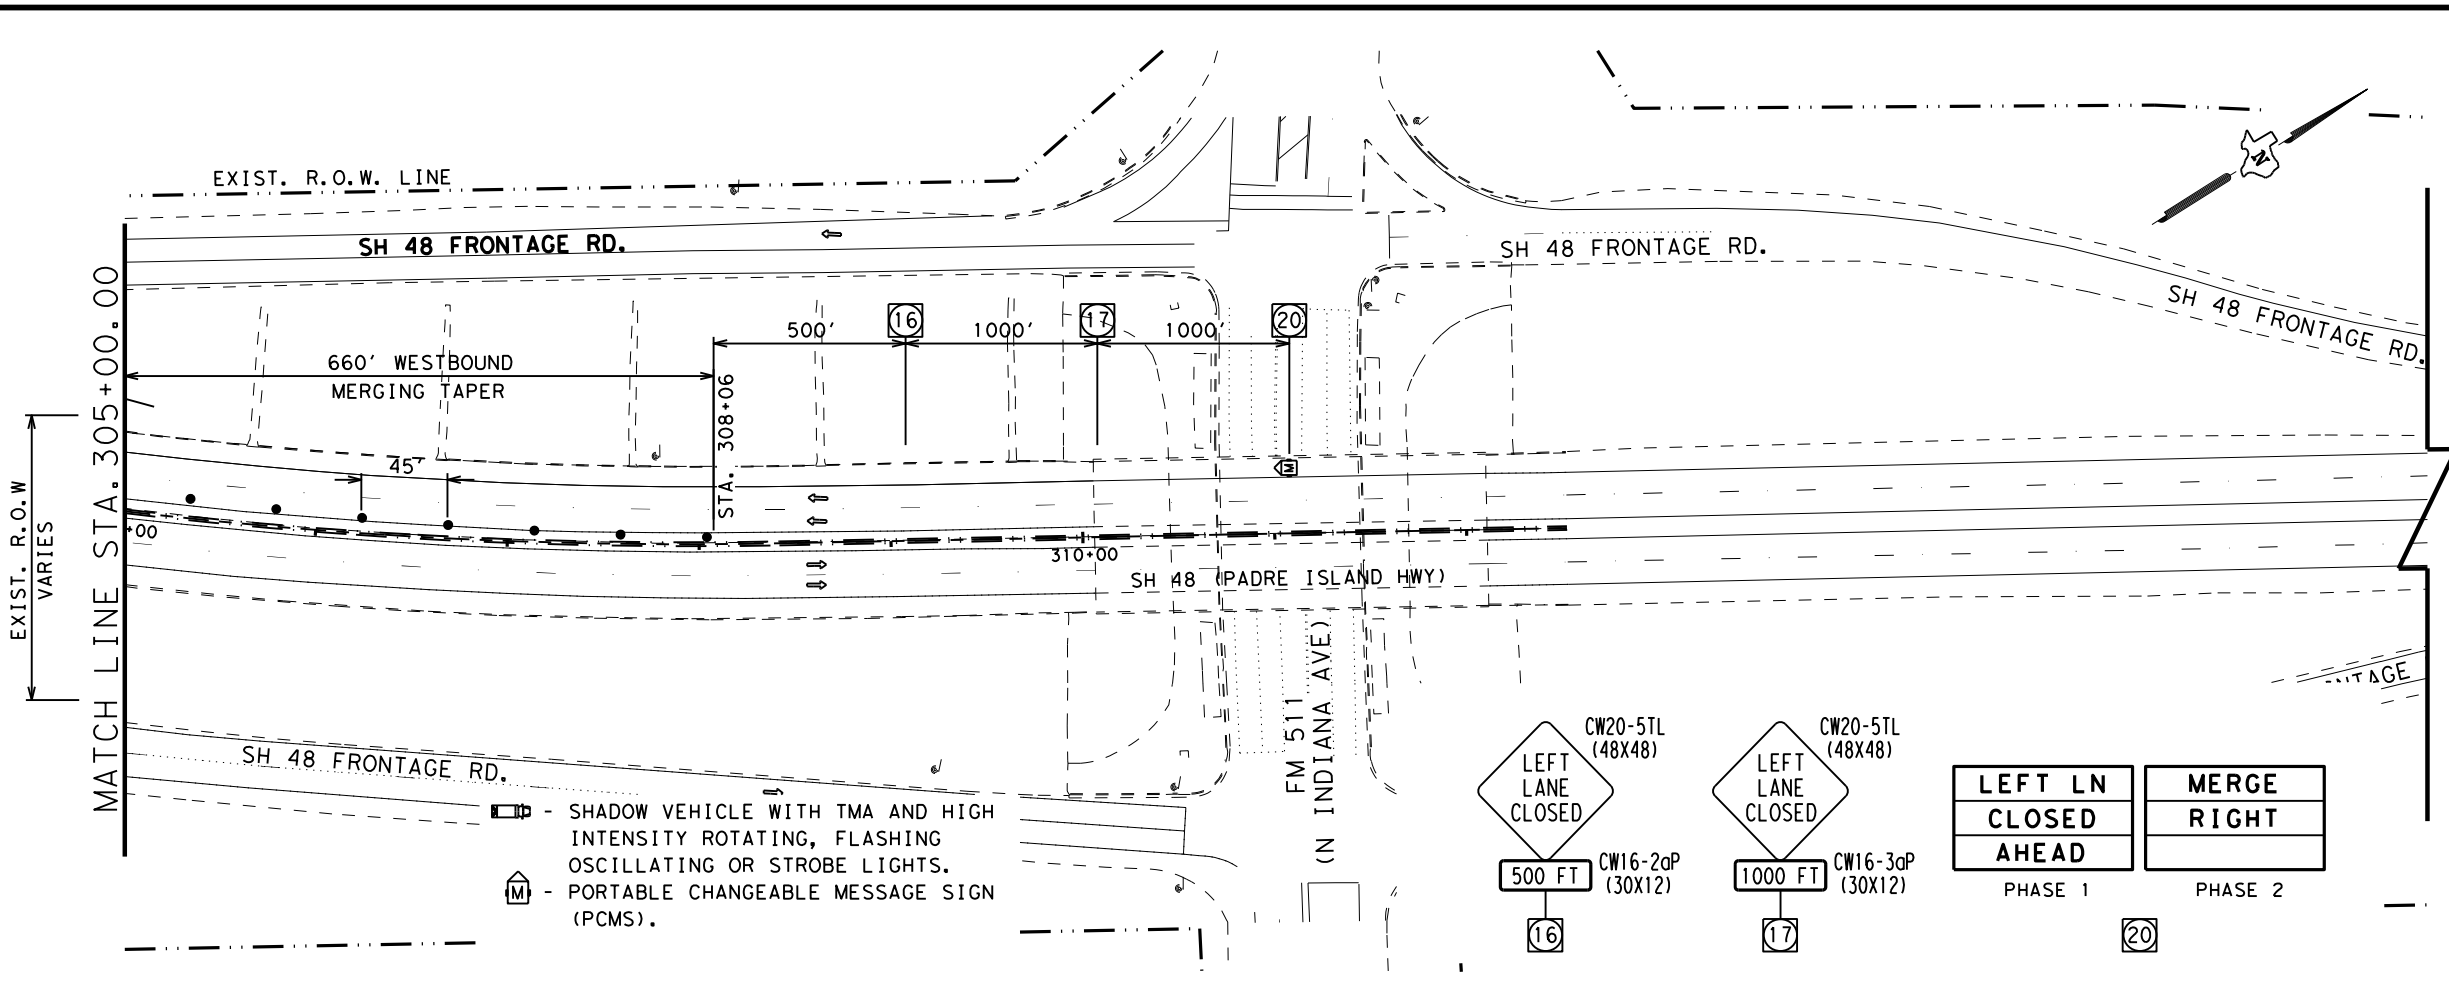 EXIST. R.O.W. LINE
N
SH 48 FRONTAGE RD.
SH 48 FRONTAGE RD.
SH 48 FRONTAGE RD.
500'
16
1000'
17
1000'
20
660' WESTBOUND
MERGING TAPER
STA. 308+06
MATCH LINE STA. 305+00.00
EXIST. R.O.W
VARIES
45'
M
+00
310+00
SH 48 (PADRE ISLAND HWY)
FM 511
(N INDIANA AVE)
SH 48 FRONTAGE RD.
NTAGE
- SHADOW VEHICLE WITH TMA AND HIGH
INTENSITY ROTATING, FLASHING
OSCILLATING OR STROBE LIGHTS.
M - PORTABLE CHANGEABLE MESSAGE SIGN
(PCMS).
LEFT
LANE
CLOSED
CW20-5TL
(48X48)
500 FT
CW16-2aP
(30X12)
16
LEFT
LANE
CLOSED
CW20-5TL
(48X48)
1000 FT
CW16-3aP
(30X12)
17
LEFT LN
CLOSED
AHEAD
PHASE 1
MERGE
RIGHT
PHASE 2
20